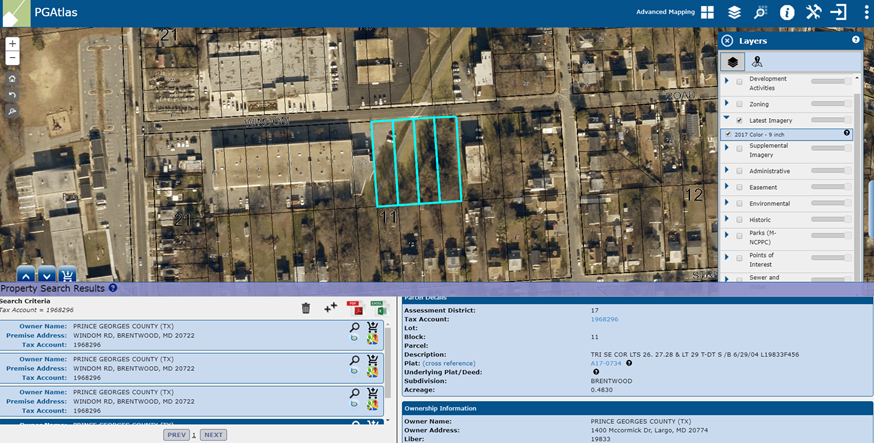 PGAtlas
Advanced Mapping
21
WINDOM
ROAD
21
11
12
Layers
Development
Activities
Zoning
Latest Imagery
2017 Color - 9 inch
Supplemental
Imagery
Administrative
Easement
Environmental
Historic
Parks (M-
NCPPC)
Points of
Interest
Sewer and
Property Search Results
Search Criteria
Tax Account = 1968296
PDF
EXCEL
Owner Name: PRINCE GEORGES COUNTY (TX)
Premise Address: WINDOM RD, BRENTWOOD, MD 20722
Tax Account: 1968296
Owner Name: PRINCE GEORGES COUNTY (TX)
Premise Address: WINDOM RD, BRENTWOOD, MD 20722
Tax Account: 1968296
Owner Name: PRINCE GEORGES COUNTY (TX)
Premise Address: WINDOM RD, BRENTWOOD, MD 20722
Tax Account: 1968296
PREV 1 NEXT
Parcel Details
Assessment District: 17
Tax Account: 1968296
Lot:
Block: 11
Parcel:
Description: TRI SE COR LTS 26. 27.28 & LT 29 T-DT S /B 6/29/04 L19833F456
Plat: (cross reference) A17-0734
Underlying Plat/Deed:
Subdivision: BRENTWOOD
Acreage: 0.4830
Ownership Information
Owner Name: PRINCE GEORGES COUNTY (TX)
Owner Address: 1400 Mccormick Dr, Largo, MD 20774
Liber: 19833